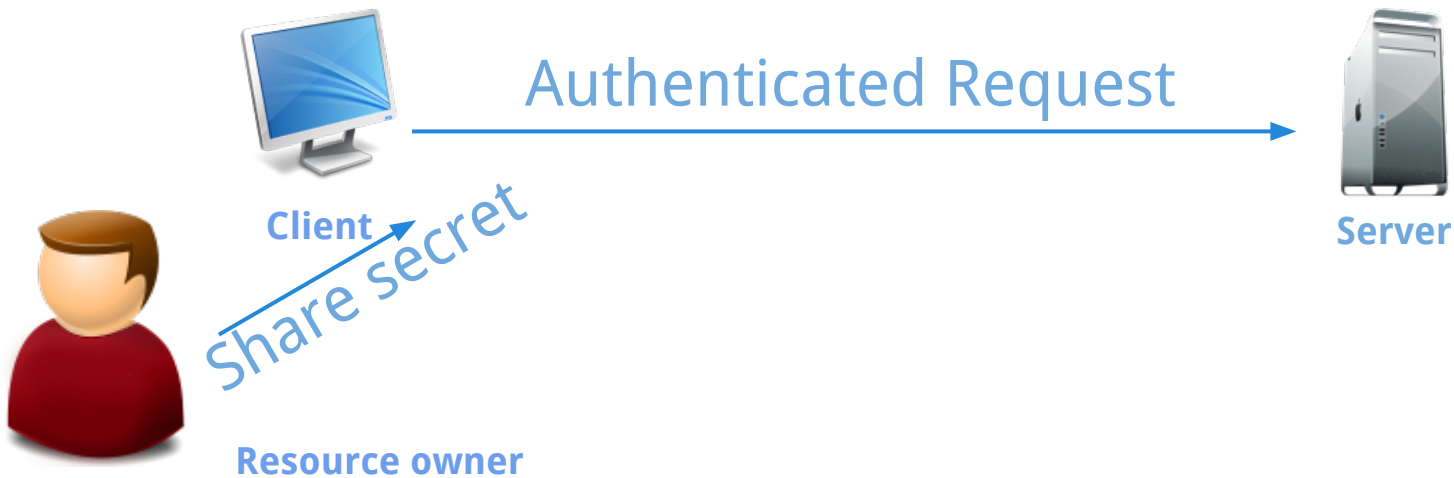 Authenticated Request
Client
Share secret
Server
Resource owner